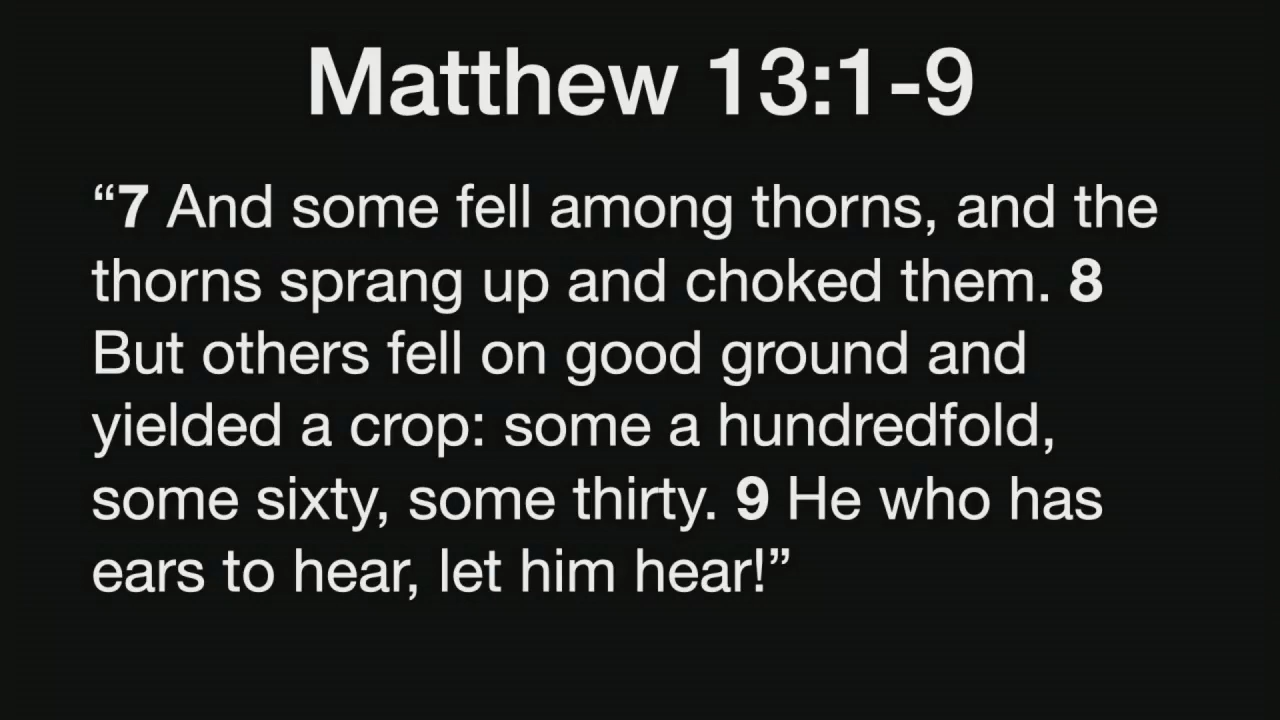 Matthew 13:1-9
“7 And some fell among thorns, and the
thorns sprang up and choked them. 8
But others fell on good ground and
yielded a crop: some a hundredfold,
some sixty, some thirty. 9 He who has
ears to hear, let him hear!”